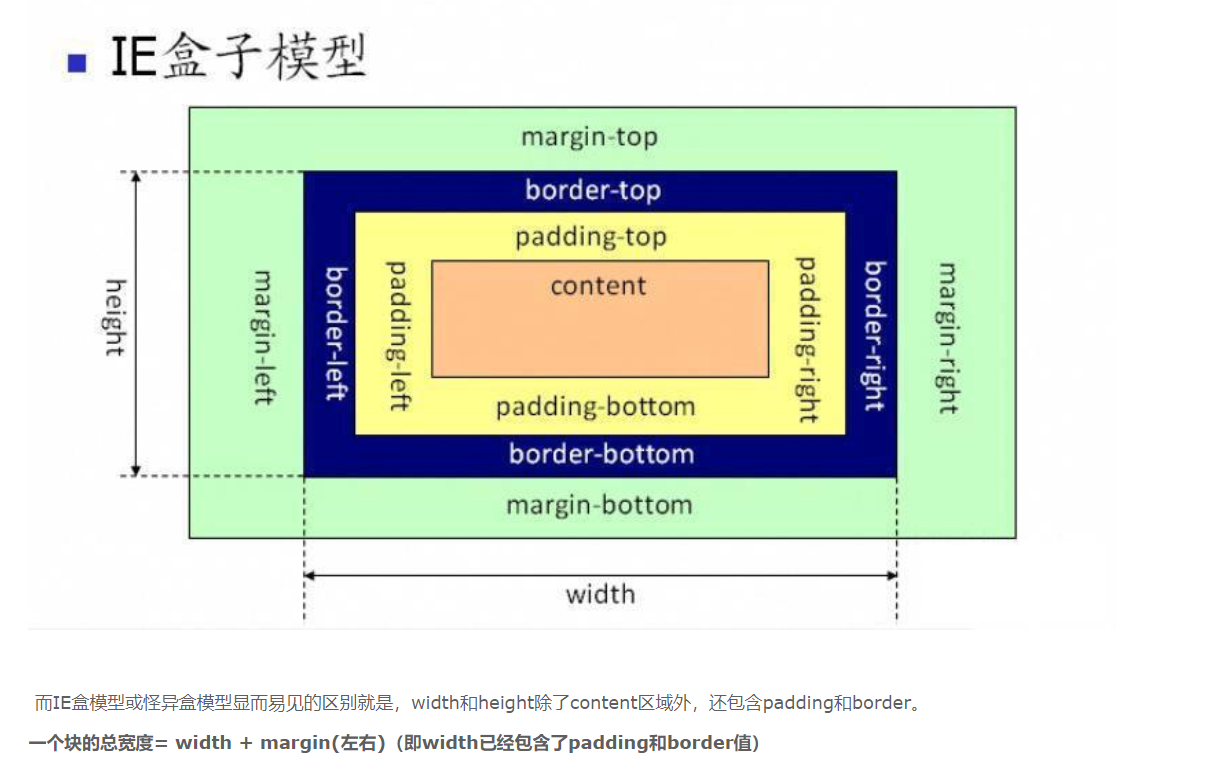 IE盒子模型
margin-top
border-top
padding-top
content
height
margin-left
border-left
padding-left
padding-right
border-right
margin-right
padding-bottom
border-bottom
margin-bottom
width
而IE盒模型或怪异盒模型显而易见的区别就是，width和height除了content区域外，还包含padding和border。
一个块的总宽度= width + margin(左右)（即width已经包含了padding和border值）